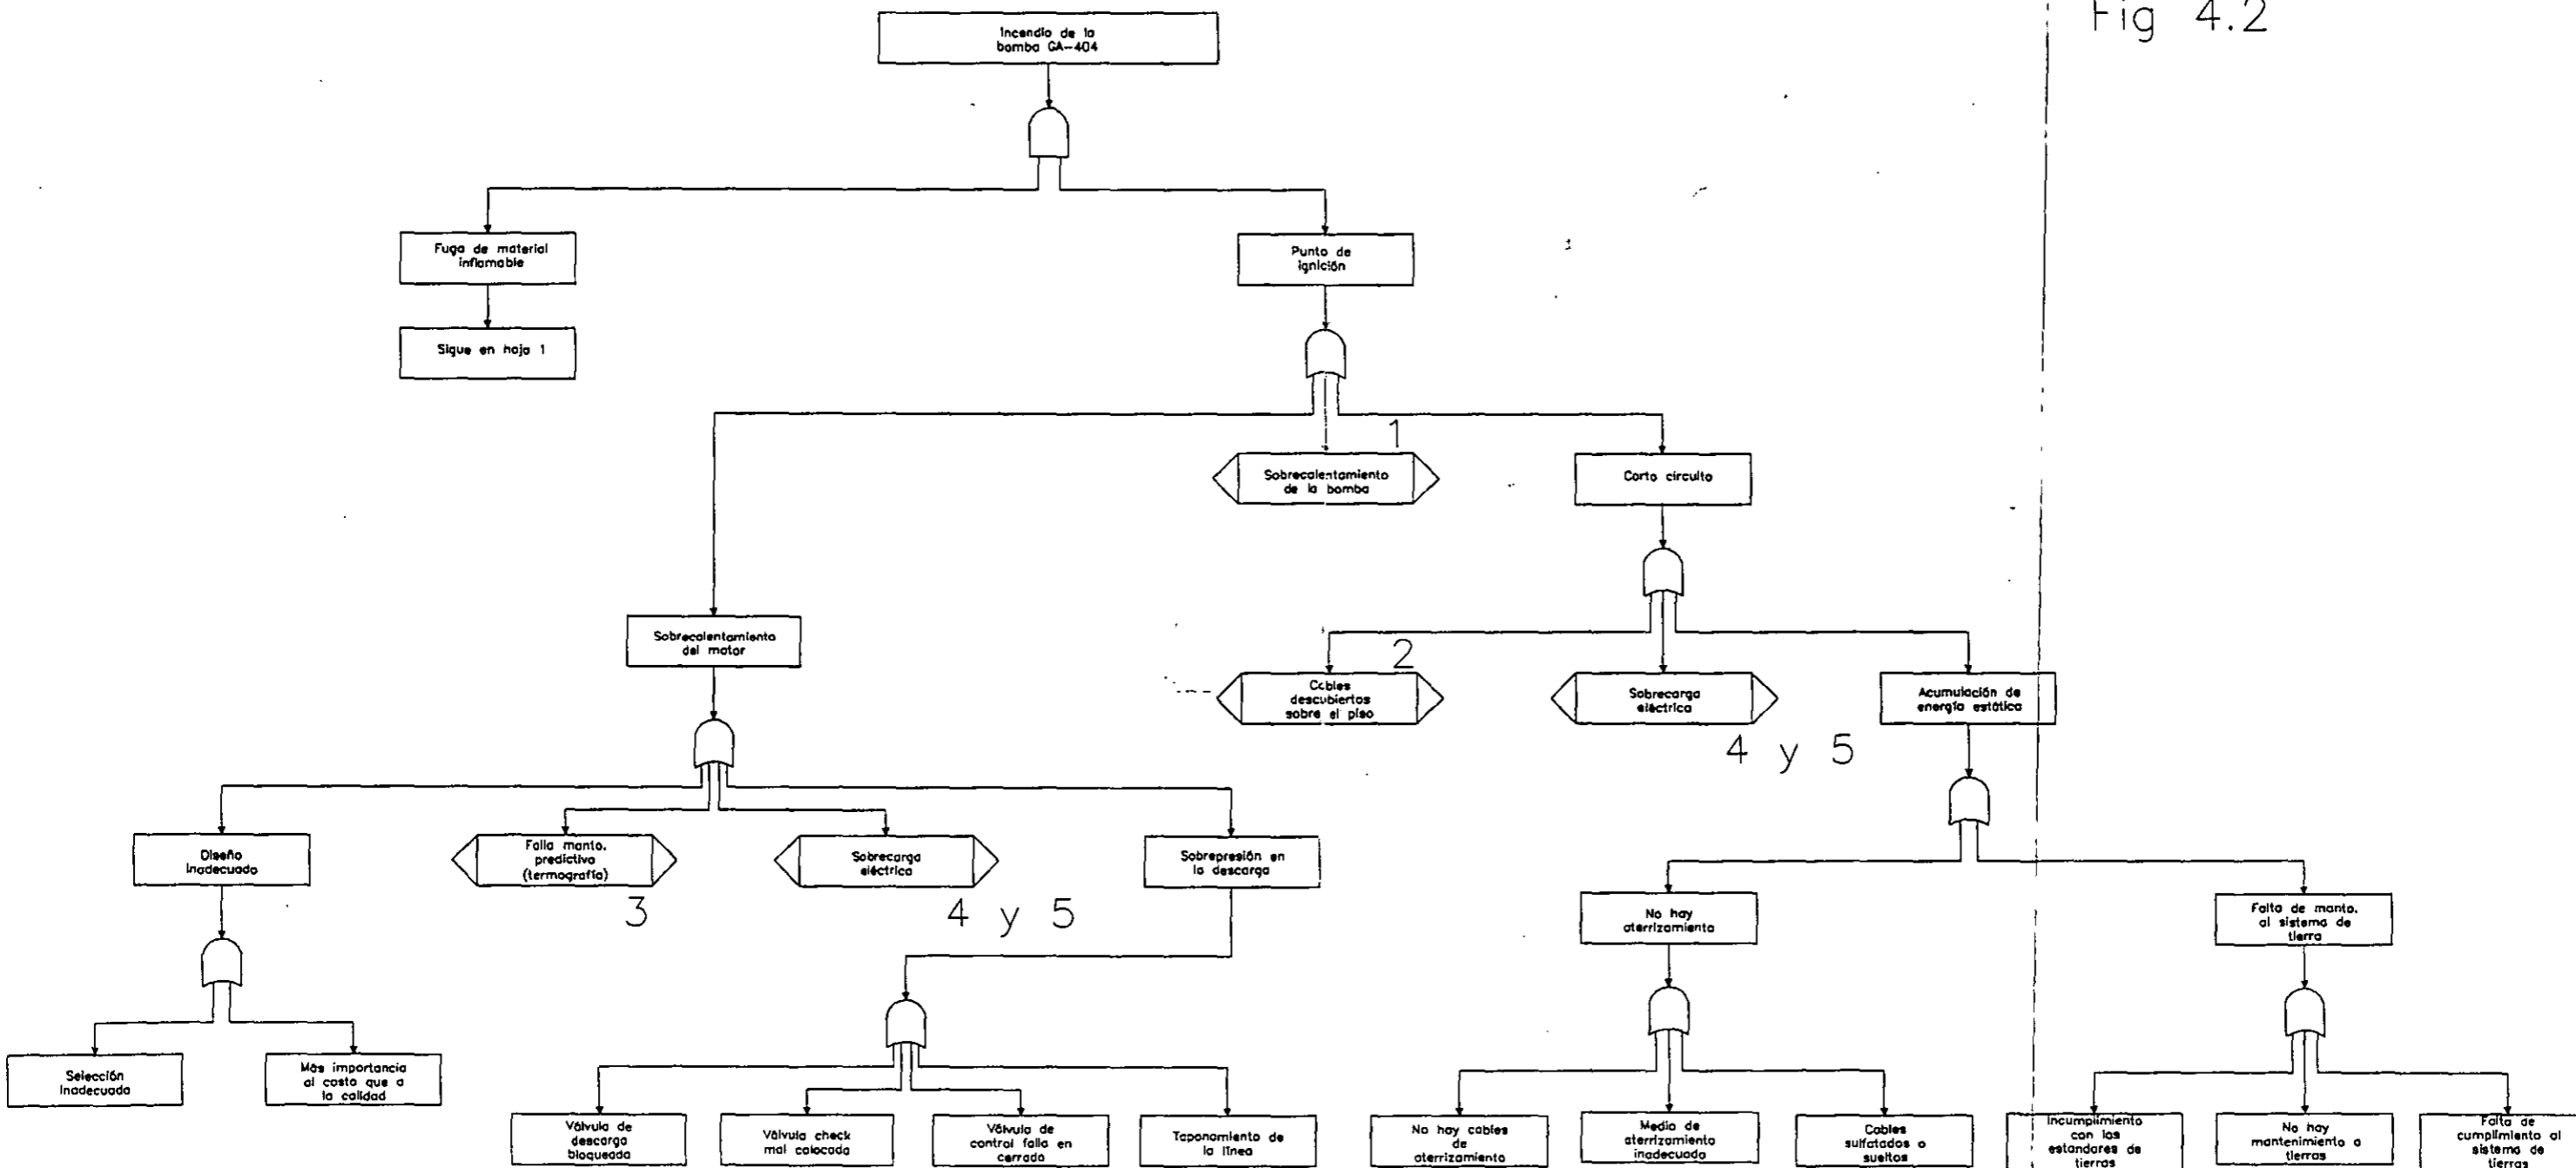 Fig 4.2
Incendio de la
bomba GA-404
Fuga de material
inflamable
Punto de
ignición
Sigue en hoja 1
1
Sobrecalentamiento
de la bomba
Corto circuito
Sobrecalentamiento
del motor
2
Cables
descubiertos
sobre el piso
Sobrecarga
eléctrica
4 y 5
Acumulación de
energía estática
Diseño
inadecuado
Falla manto.
predictivo
(termografía)
3
Sobrecarga
eléctrica
4 y 5
Sobrepresión en
la descarga
No hay
aterrizamiento
Falta de manto.
al sistema de
tierra
Selección
inadecuada
Más importancia
al costo que a
la calidad
Válvula de
descarga
bloqueada
Válvula check
mal colocada
Válvula de
control falla en
cerrado
Taponamiento de
la línea
No hay cables
de
aterrizamiento
Medio de
aterrizamiento
inadecuado
Cables
sulfatados o
sueltos
Incumplimiento
con los
estandares de
tierras
No hay
mantenimiento a
tierras
Falta de
cumplimiento al
sistema de
tierras